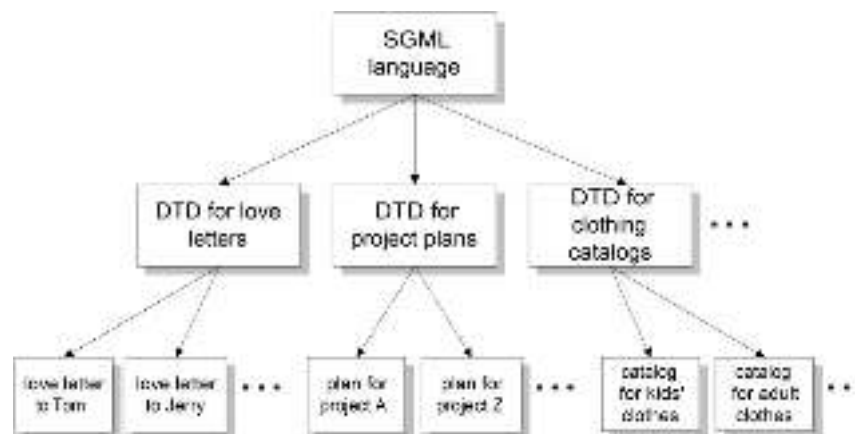 SGML
language
DTD for love
letters
DTD for
project plans
DTD for
clothing
catalogs
• • •
love letter
to Tom
love letter
to Jerry
• • •
plan for
project A
plan for
project Z
• • •
catalog
for kids'
clothes
catalog
for adult
clothes
• •